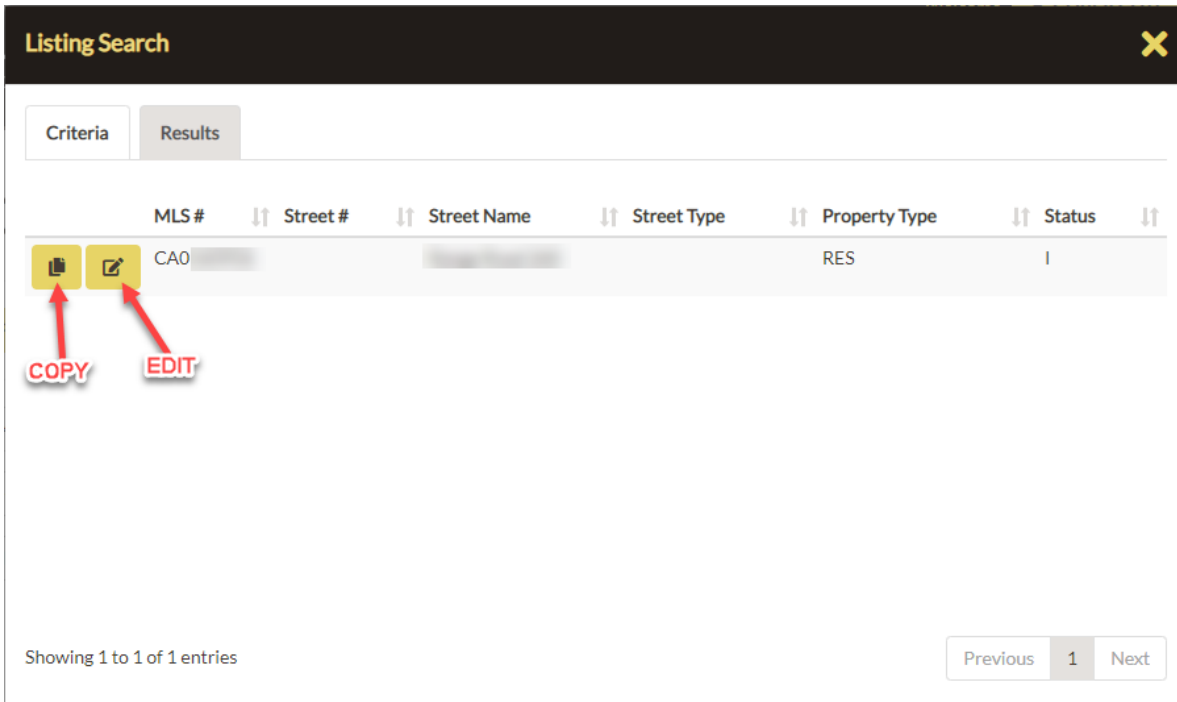 Listing Search
Criteria Results
MLS # Street # Street Name Street Type Property Type Status
CA0 RES I
COPY EDIT
Showing 1 to 1 of 1 entries
Previous 1 Next